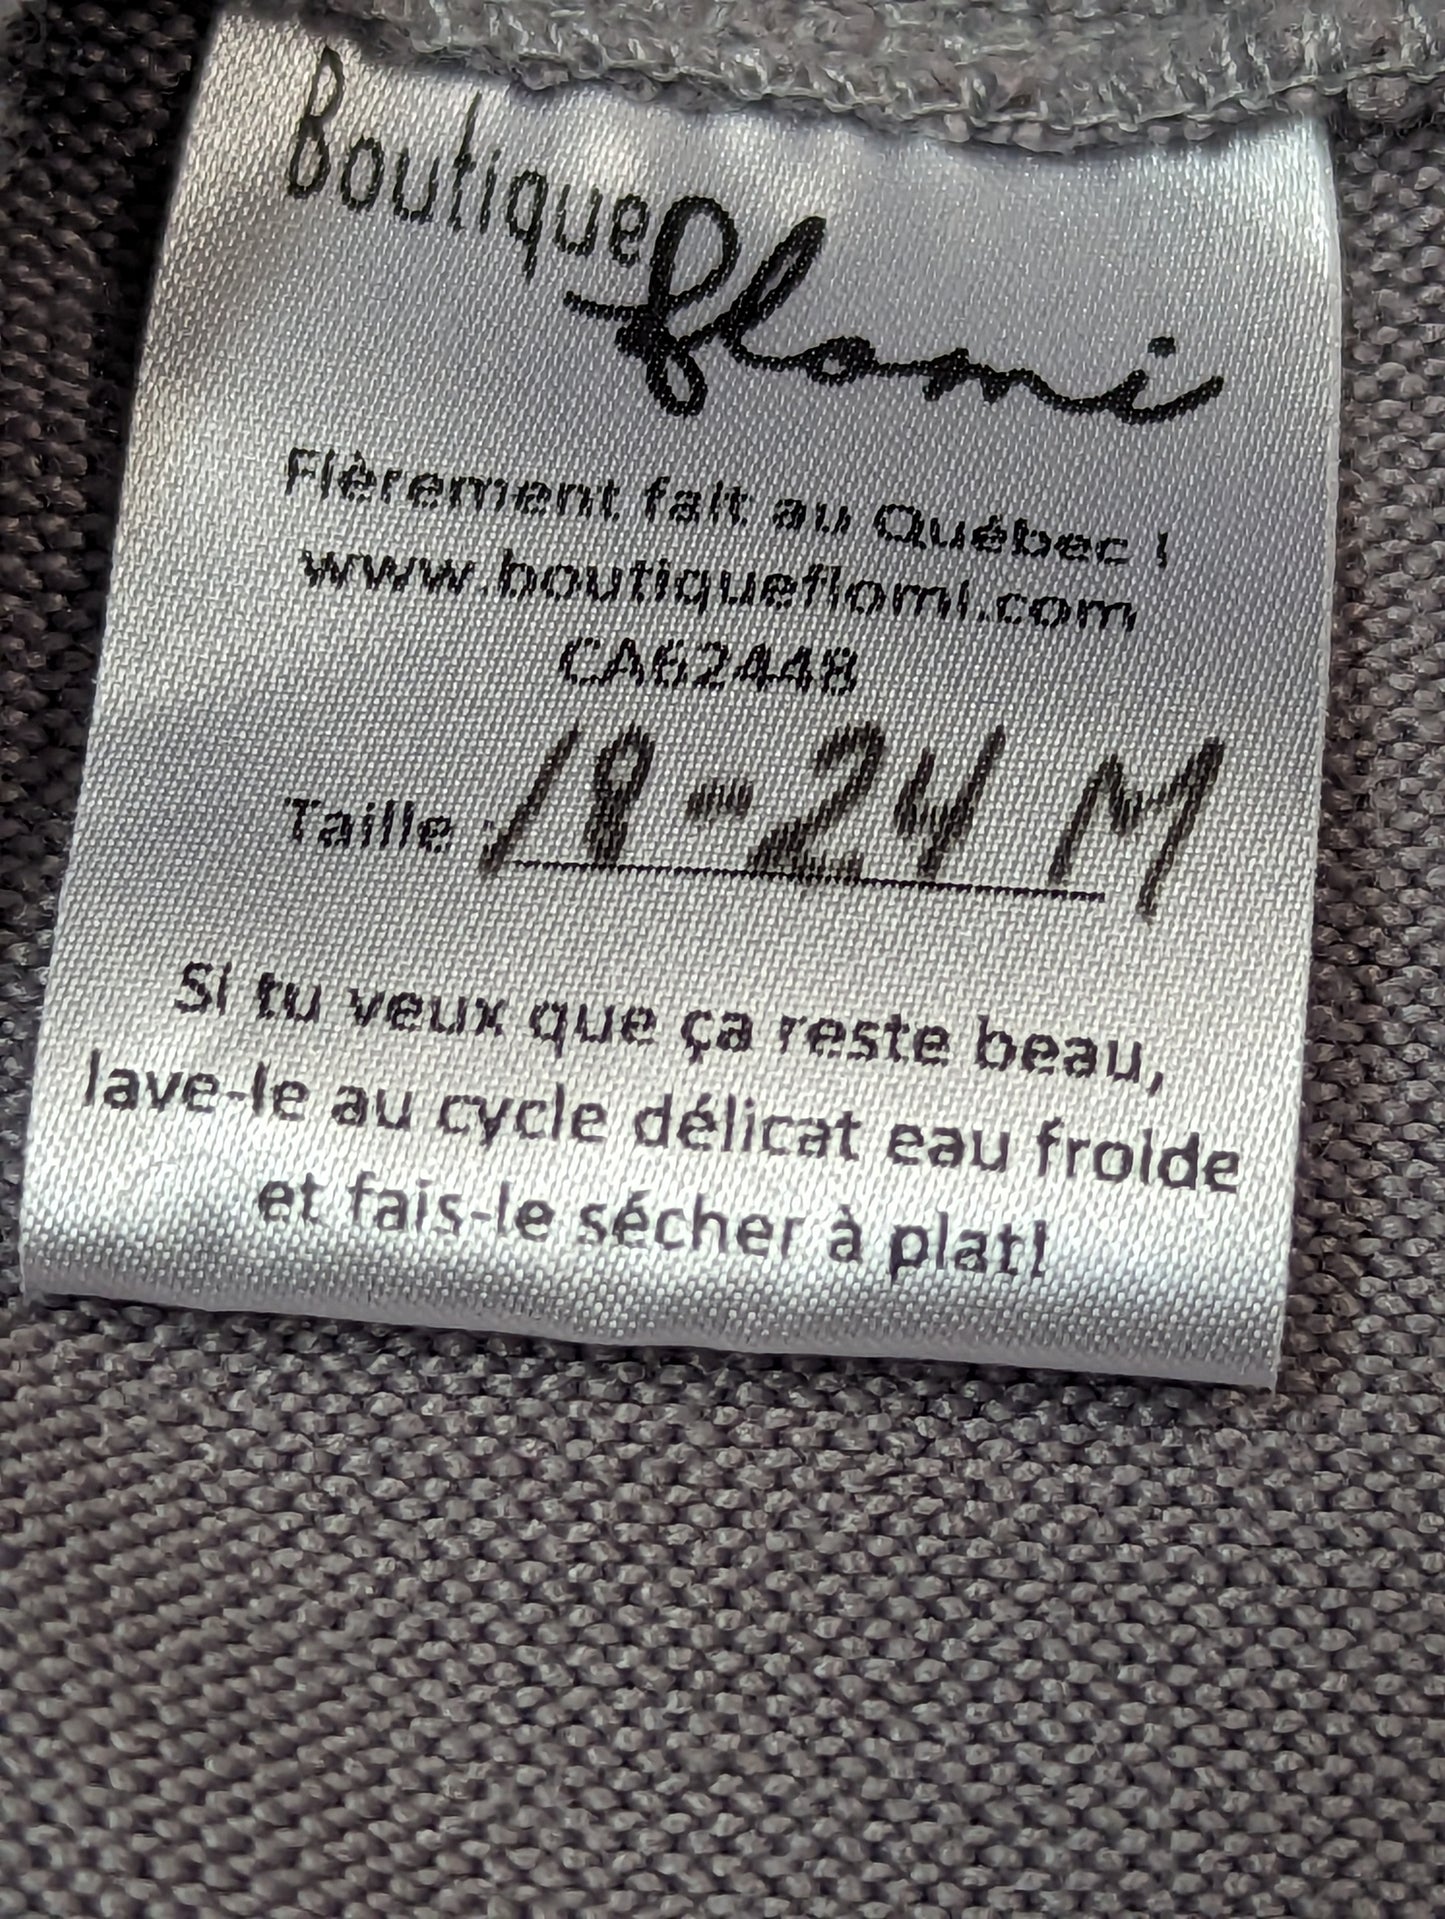 Boutique flomi
Fièrement fait au Québec !
www.boutiqueflomi.com
CA62448
Taille : 18-24 M
Si tu veux que ça reste beau,
lave-le au cycle délicat eau froide
et fais-le sécher à plat!